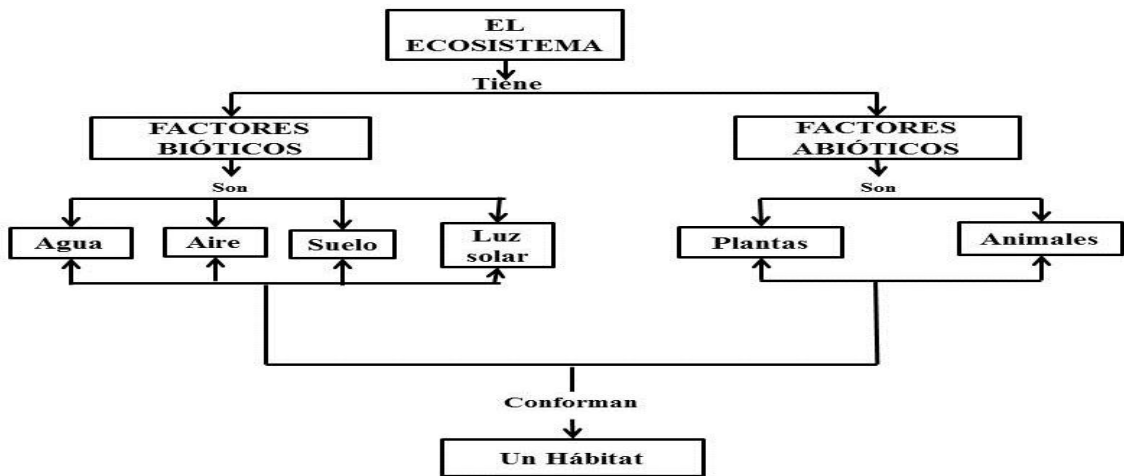 EL
ECOSISTEMA
Tiene
FACTORES
BIÓTICOS
FACTORES
ABIÓTICOS
Son
Son
Agua
Aire
Suelo
Luz
solar
Plantas
Animales
Conforman
Un Hábitat